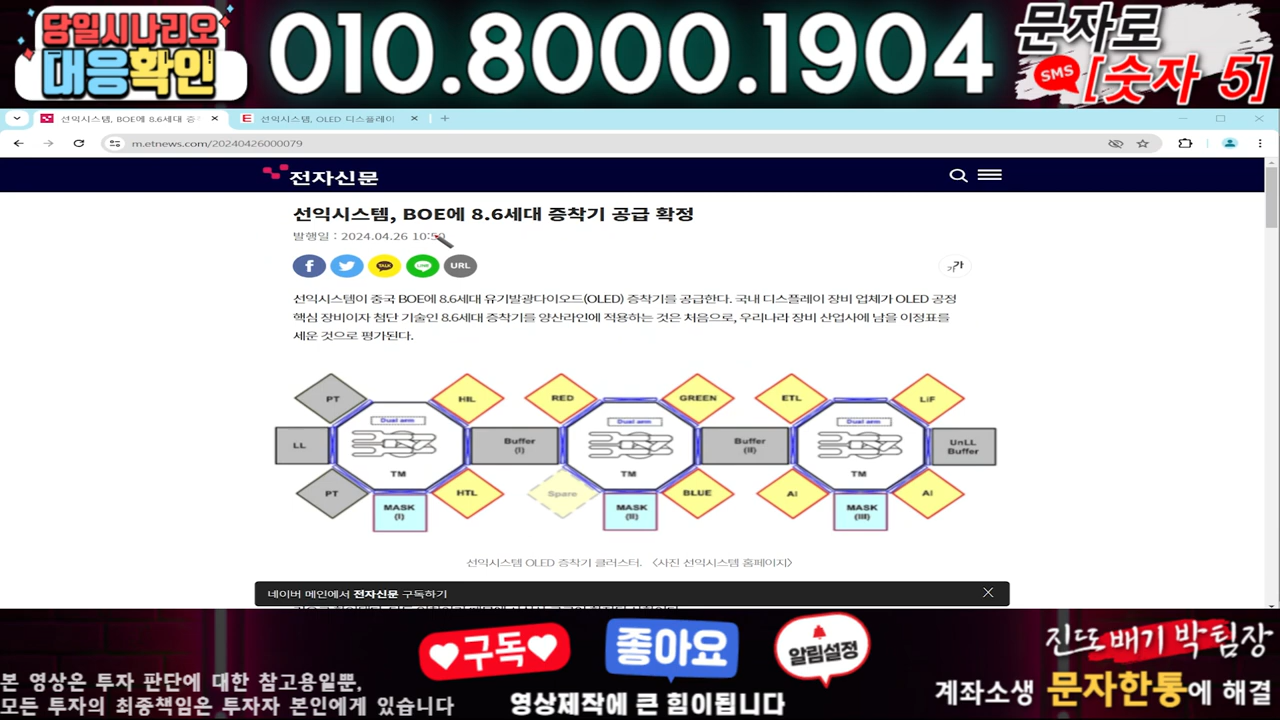 당일시나리오
대응확인
010.8000.1904
문자로
SMS
[숫자 5]
선익시스템, BOE에 8.6세대 증
선익시스템, OLED 디스플레이
m.etnews.com/20240426000079
전자신문
선익시스템, BOE에 8.6세대 증착기 공급 확정
발행일 : 2024.04.26 10:50
f
TALK
LINE
URL
가 가
선익시스템이 중국 BOE에 8.6세대 유기발광다이오드(OLED) 증착기를 공급한다. 국내 디스플레이 장비 업체가 OLED 공정
핵심 장비이자 첨단 기술인 8.6세대 증착기를 양산라인에 적용하는 것은 처음으로, 우리나라 장비 산업사에 남을 이정표를
세운 것으로 평가된다.
PT
HIL
RED
GREEN
ETL
LiF
Dual arm
Dual arm
Dual arm
LL
Buffer
(I)
Buffer
(II)
UnLL
Buffer
TM
TM
TM
PT
HTL
Spare
BLUE
Al
Al
MASK
(I)
MASK
(II)
MASK
(III)
선익시스템 OLED 증착기 클러스터. 〈사진 선익시스템 홈페이지〉
네이버 메인에서 전자신문 구독하기
구독
좋아요
알림설정
영상제작에 큰 힘이됩니다
본 영상은 투자 판단에 대한 참고용일뿐,
모든 투자의 최종책임은 투자자 본인에게 있습니다
진또배기 박팀장
계좌소생 문자한통에 해결